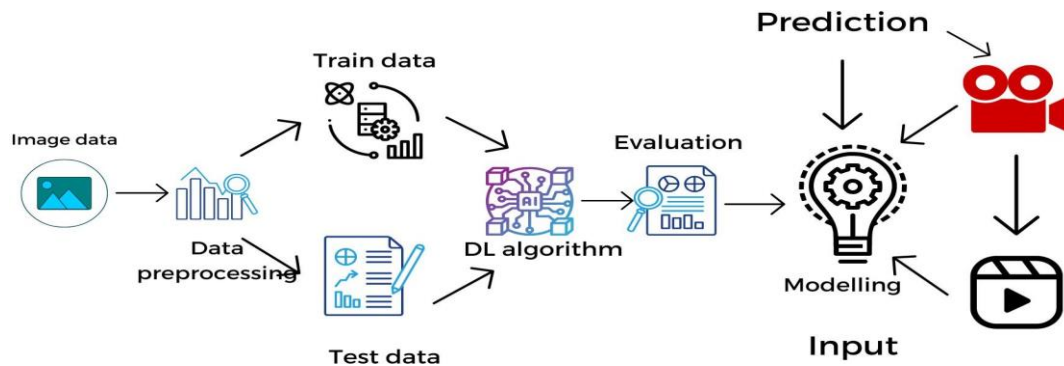 Prediction
Train data
Image data
Evaluation
AI
Data
preprocessing
DL algorithm
Modelling
Input
Test data